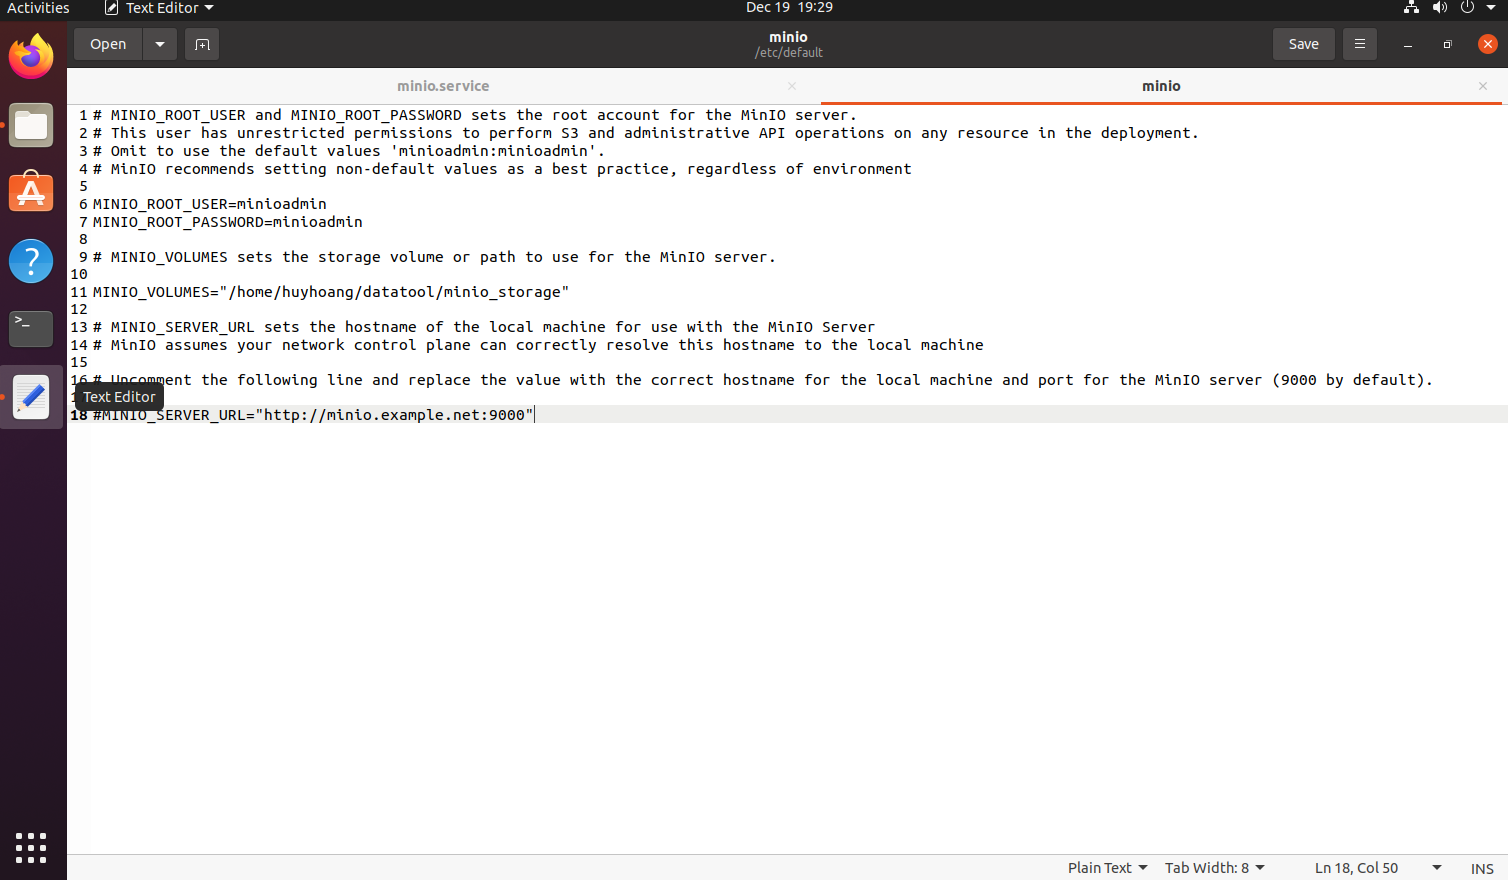 Activities Text Editor Dec 19 19:29
Open minio Save
/etc/default
minio.service minio
1 # MINIO_ROOT_USER and MINIO_ROOT_PASSWORD sets the root account for the MinIO server.
2 # This user has unrestricted permissions to perform S3 and administrative API operations on any resource in the deployment.
3 # Omit to use the default values 'minioadmin:minioadmin'.
4 # MinIO recommends setting non-default values as a best practice, regardless of environment
5
6 MINIO_ROOT_USER=minioadmin
7 MINIO_ROOT_PASSWORD=minioadmin
8
9 # MINIO_VOLUMES sets the storage volume or path to use for the MinIO server.
10
11 MINIO_VOLUMES="/home/huyhoang/datatool/minio_storage"
12
13 # MINIO_SERVER_URL sets the hostname of the local machine for use with the MinIO Server
14 # MinIO assumes your network control plane can correctly resolve this hostname to the local machine
15
16 # Uncomment the following line and replace the value with the correct hostname for the local machine and port for the MinIO server (9000 by default).
Text Editor
18 #MINIO_SERVER_URL="http://minio.example.net:9000"
Plain Text Tab Width: 8 Ln 18, Col 50 INS